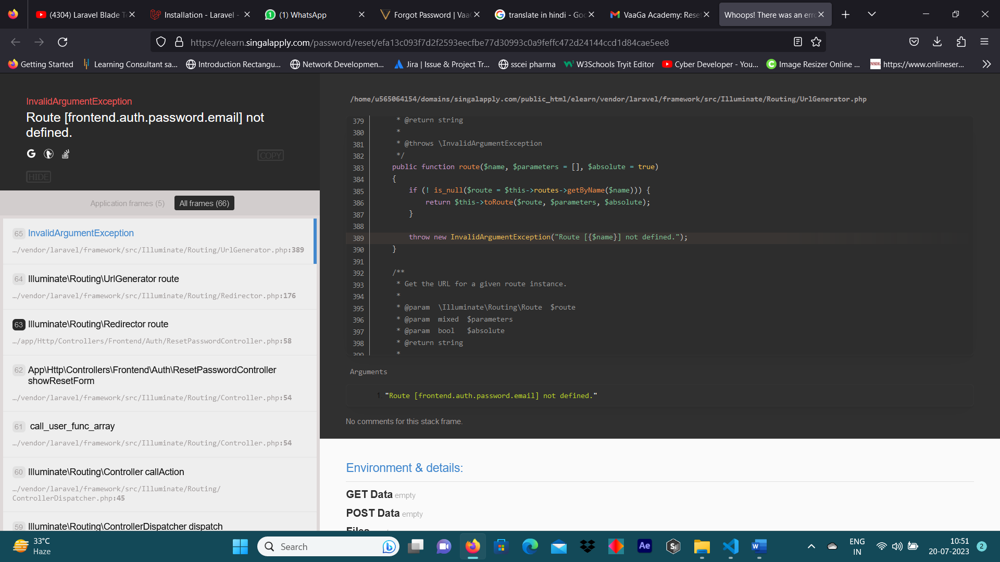 (4304) Laravel Blade T
Installation - Laravel -
(1) WhatsApp
Forgot Password | Vaa
translate in hindi - Goo
VaaGa Academy: Rese
Whoops! There was an erro
https://elearn.singalapply.com/password/reset/efa13c093f7d2f2593eecfbe77d30993c0a9feffc472d24144ccd1d84cae5ee8
Getting Started
Learning Consultant sa...
Introduction Rectangu...
Network Developmen...
Jira | Issue & Project Tr...
sscei pharma
W3Schools Tryit Editor
Cyber Developer - You...
Image Resizer Online ...
https://www.onlineser...
InvalidArgumentException
Route [frontend.auth.password.email] not
defined.
COPY
HIDE
Application frames (5)
All frames (66)
65 InvalidArgumentException
…/vendor/laravel/framework/src/Illuminate/Routing/UrlGenerator.php:389
64 Illuminate\Routing\UrlGenerator route
…/vendor/laravel/framework/src/Illuminate/Routing/Redirector.php:176
63 Illuminate\Routing\Redirector route
…/app/Http/Controllers/Frontend/Auth/ResetPasswordController.php:58
62 App\Http\Controllers\Frontend\Auth\ResetPasswordController
showResetForm
…/vendor/laravel/framework/src/Illuminate/Routing/Controller.php:54
61 call_user_func_array
…/vendor/laravel/framework/src/Illuminate/Routing/Controller.php:54
60 Illuminate\Routing\Controller callAction
…/vendor/laravel/framework/src/Illuminate/Routing/
ControllerDispatcher.php:45
59 Illuminate\Routing\ControllerDispatcher dispatch
/home/u565064154/domains/singalapply.com/public_html/elearn/vendor/laravel/framework/src/Illuminate/Routing/UrlGenerator.php
379 * @return string
380 *
381 * @throws \InvalidArgumentException
382 */
383 public function route($name, $parameters = [], $absolute = true)
384 {
385 if (! is_null($route = $this->routes->getByName($name))) {
386 return $this->toRoute($route, $parameters, $absolute);
387 }
388
389 throw new InvalidArgumentException("Route [{$name}] not defined.");
390 }
391
392 /**
393 * Get the URL for a given route instance.
394 *
395 * @param \Illuminate\Routing\Route $route
396 * @param mixed $parameters
397 * @param bool $absolute
398 * @return string
399 *
Arguments
1. "Route [frontend.auth.password.email] not defined."
No comments for this stack frame.
Environment & details:
GET Data empty
POST Data empty
Files
33°C
Haze
Search
Ae
Si
ENG
IN
10:51
20-07-2023
2